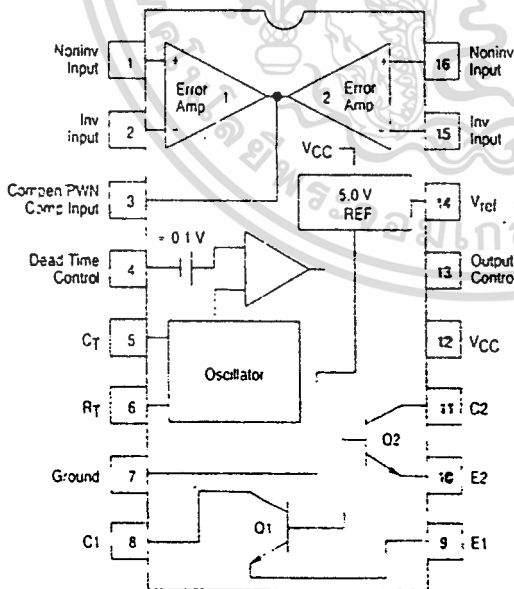 Noninv
Input
1
+
Error
Amp
1
2
Error
Amp
+
16
Noninv
Input
Inv
Input
2
-
-
15
Inv
Input
VCC
Compen/PWN
Comp Input
3
5.0 V
REF
14
Vref
≈ 0.1 V
Dead Time
Control
4
13
Output
Control
CT
5
Oscillator
12
VCC
RT
6
11
C2
Q2
Ground
7
10
E2
C1
8
Q1
9
E1